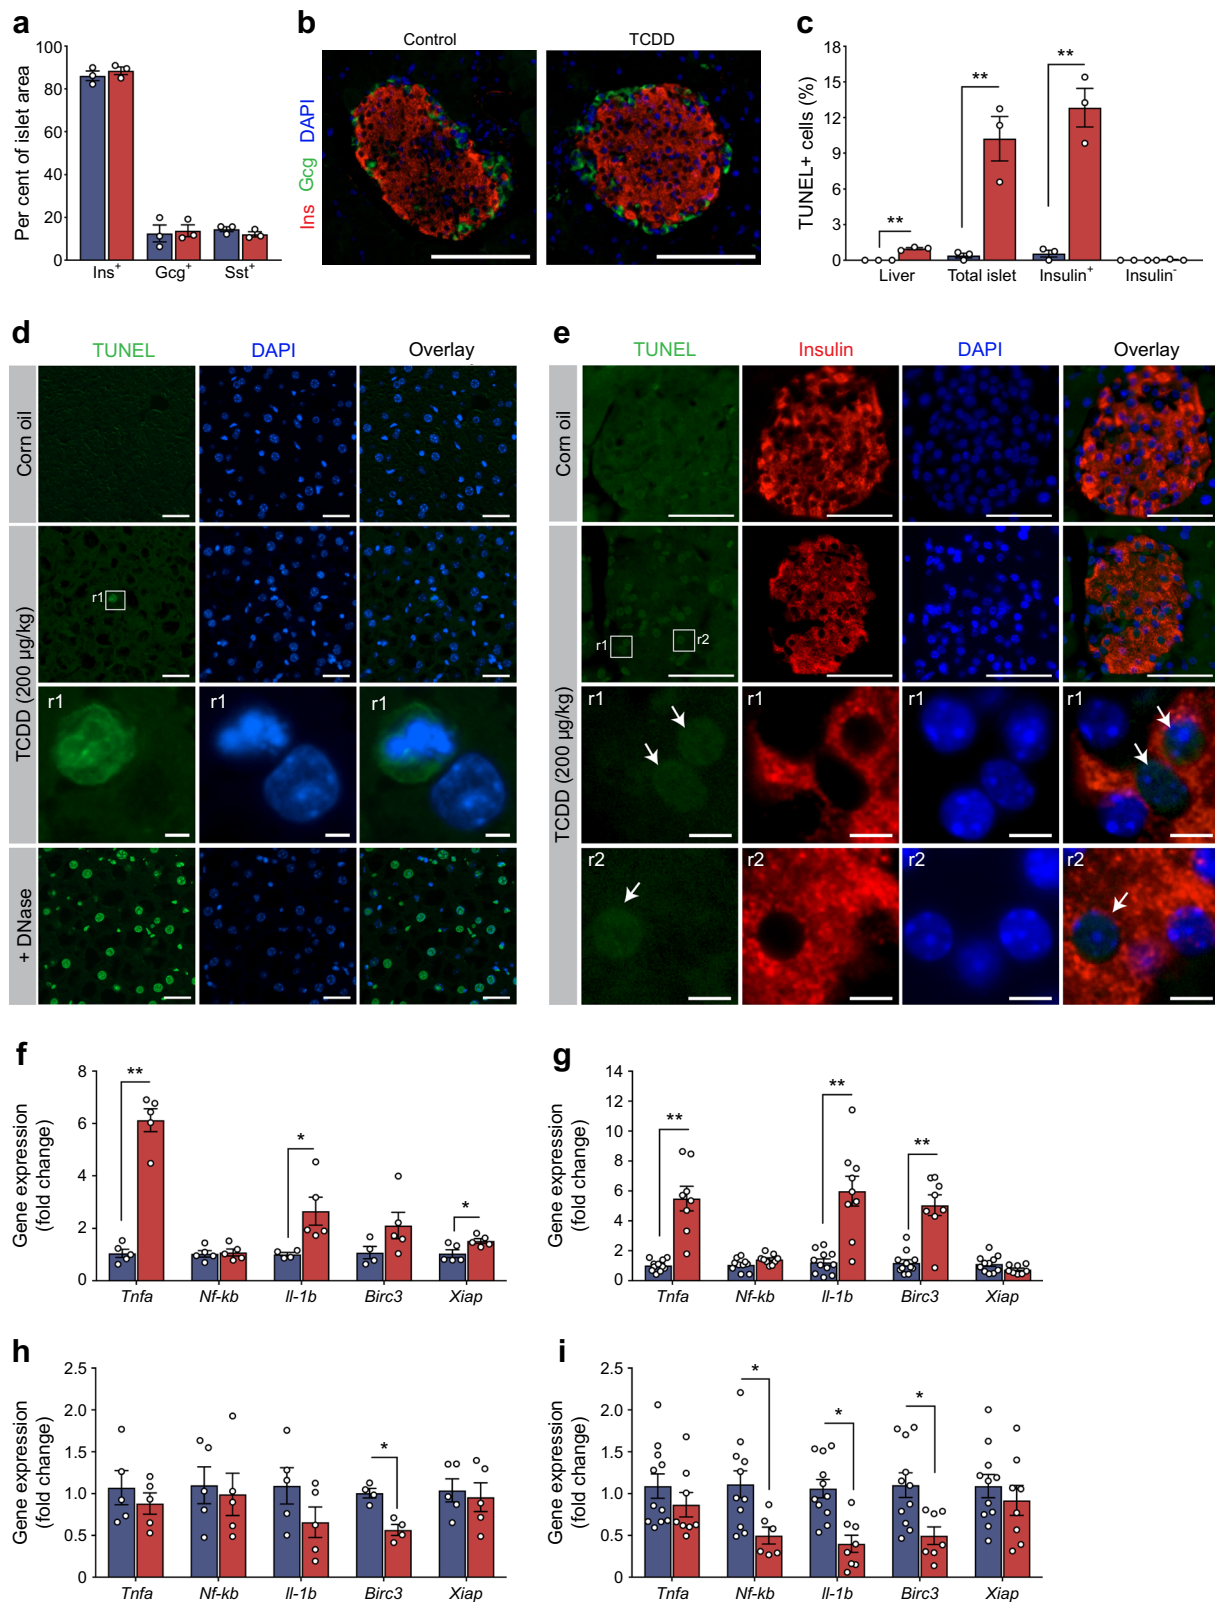 a
Per cent of islet area
100
80
60
40
20
0
Ins+
Gcg+
Sst+
b
Control
TCDD
Ins Gcg DAPI
c
TUNEL+ cells (%)
18
15
12
9
6
3
0
**
**
**
Liver
Total islet
Insulin+
Insulin-
d
TUNEL
DAPI
Overlay
Corn oil
TCDD (200 µg/kg)
r1
r1
r1
r1
+ DNase
e
TUNEL
Insulin
DAPI
Overlay
Corn oil
TCDD (200 µg/kg)
r1
r2
r1
r1
r1
r1
r2
r2
r2
r2
f
Gene expression
(fold change)
8
6
4
2
0
**
*
*
Tnfa
Nf-kb
Il-1b
Birc3
Xiap
g
Gene expression
(fold change)
14
12
10
8
6
4
2
0
**
**
**
Tnfa
Nf-kb
Il-1b
Birc3
Xiap
h
Gene expression
(fold change)
2.5
2.0
1.5
1.0
0.5
0
*
Tnfa
Nf-kb
Il-1b
Birc3
Xiap
i
Gene expression
(fold change)
2.5
2.0
1.5
1.0
0.5
0
*
*
*
Tnfa
Nf-kb
Il-1b
Birc3
Xiap